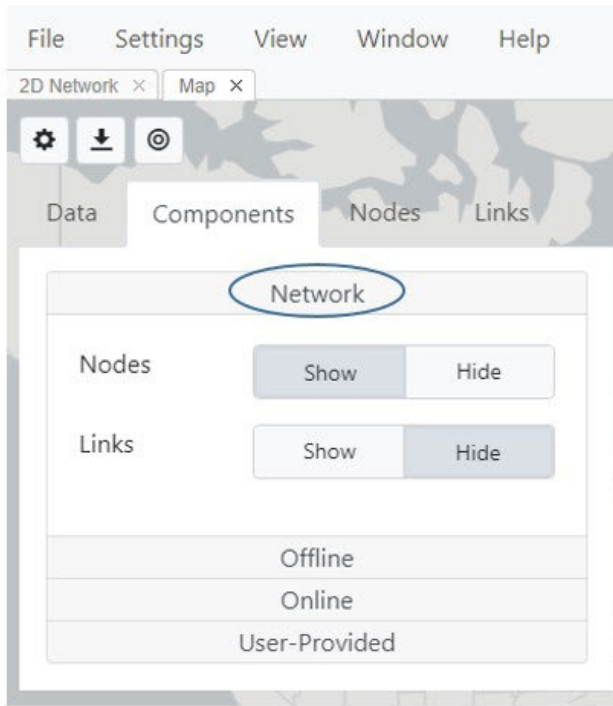 File Settings View Window Help
2D Network × Map ×
Data Components Nodes Links
Network
Nodes Show Hide
Links Show Hide
Offline
Online
User-Provided